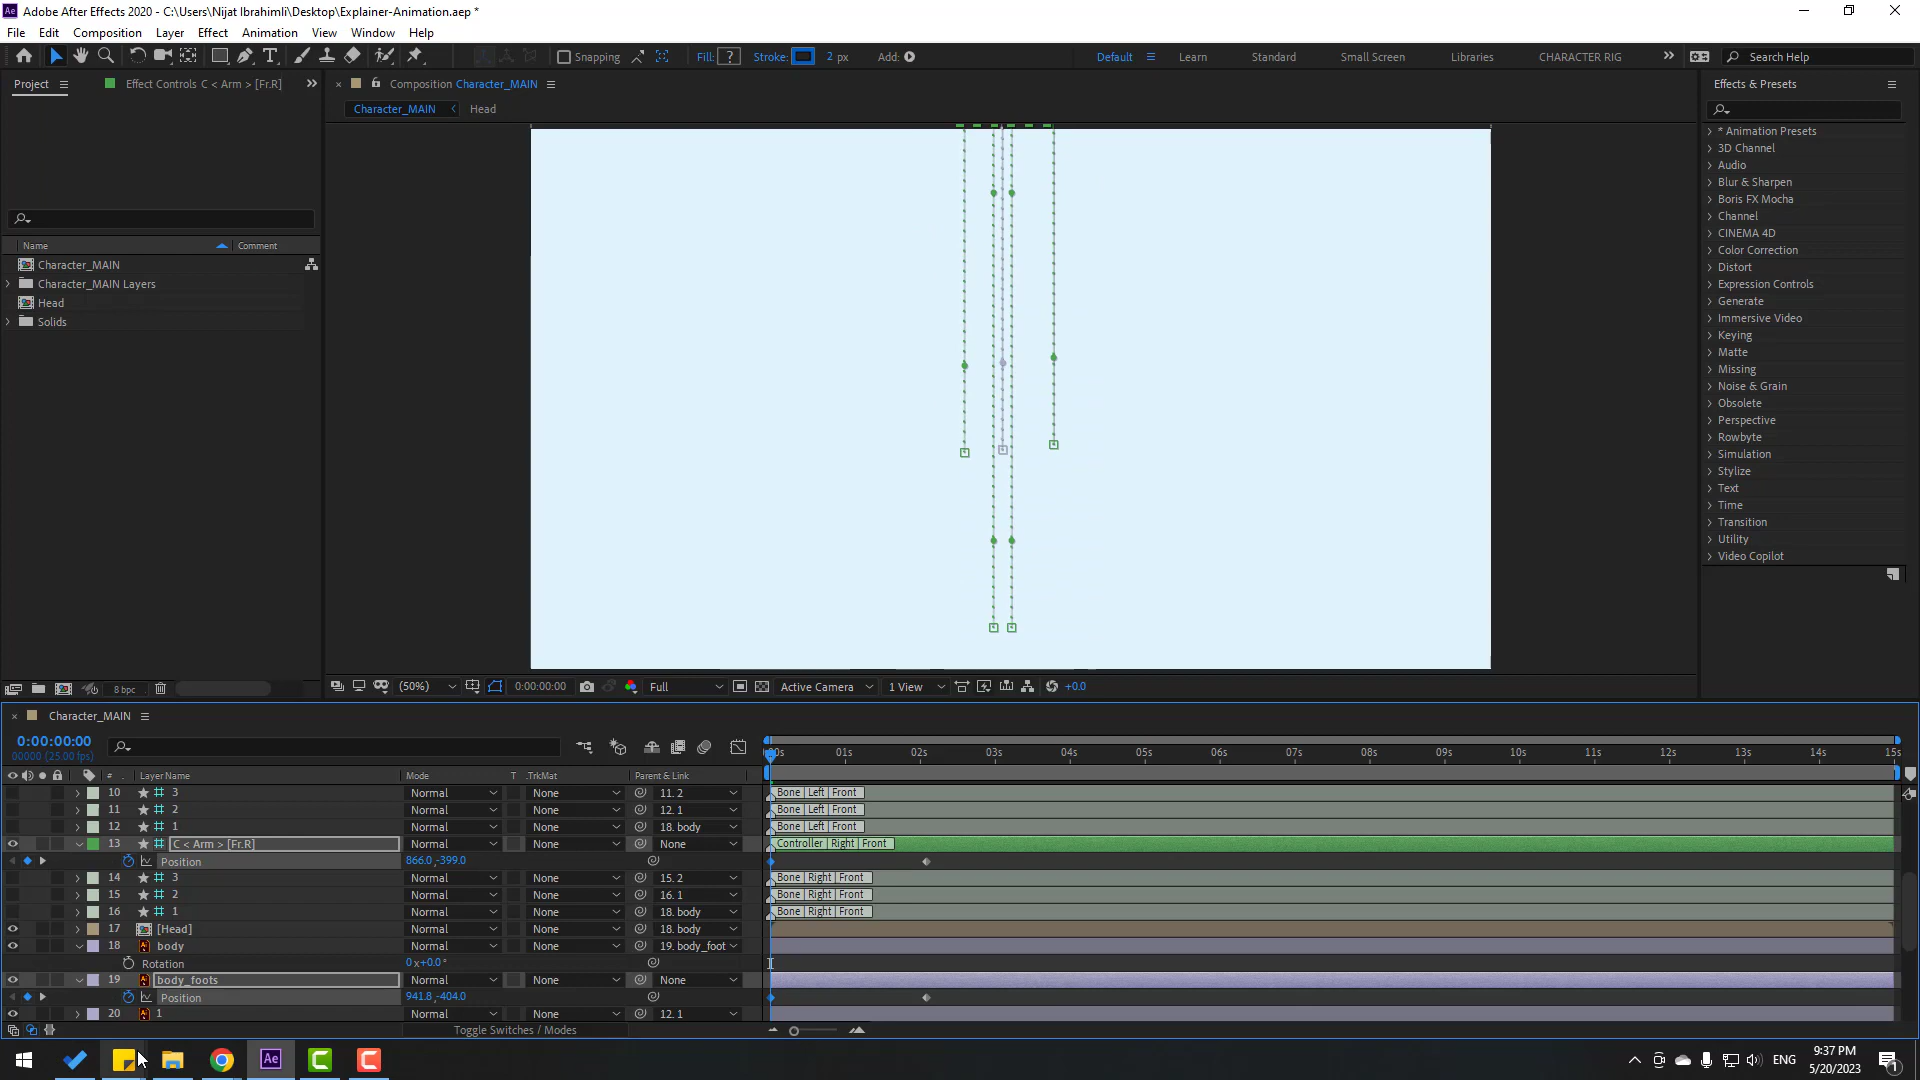 Adobe After Effects 2020 - C:\Users\Nijat Ibrahimli\Desktop\Explainer-Animation.aep *
File Edit Composition Layer Effect Animation View Window Help
Snapping Fill: ? Stroke: 2 px Add: Default Learn Standard Small Screen Libraries CHARACTER RIG Search Help
Project Effect Controls C < Arm > [Fr.R]
Composition Character_MAIN
Effects & Presets
Character_MAIN Head
Name Comment
Character_MAIN
Character_MAIN Layers
Head
Solids
* Animation Presets
3D Channel
Audio
Blur & Sharpen
Boris FX Mocha
Channel
CINEMA 4D
Color Correction
Distort
Expression Controls
Generate
Immersive Video
Keying
Matte
Missing
Noise & Grain
Obsolete
Perspective
Rowbyte
Simulation
Stylize
Text
Time
Transition
Utility
Video Copilot
8 bpc
(50%) 0:00:00:00 Full Active Camera 1 View +0.0
Character_MAIN
0:00:00:00
00000 (25.00 fps)
00s 01s 02s 03s 04s 05s 06s 07s 08s 09s 10s 11s 12s 13s 14s 15s
# Layer Name Mode T .TrkMat Parent & Link
10 3 Normal None 11. 2 Bone | Left | Front
11 2 Normal None 12. 1 Bone | Left | Front
12 1 Normal None 18. body Bone | Left | Front
13 C < Arm > [Fr.R] Normal None None Controller | Right | Front
Position 866.0,-399.0
14 3 Normal None 15. 2 Bone | Right | Front
15 2 Normal None 16. 1 Bone | Right | Front
16 1 Normal None 18. body Bone | Right | Front
17 [Head] Normal None 18. body
18 body Normal None 19. body_foot
Rotation 0x+0.0°
19 body_foots Normal None None
Position 941.8,-404.0
20 1 Normal None 12. 1
Toggle Switches / Modes
Ae ENG 9:37 PM
5/20/2023
1